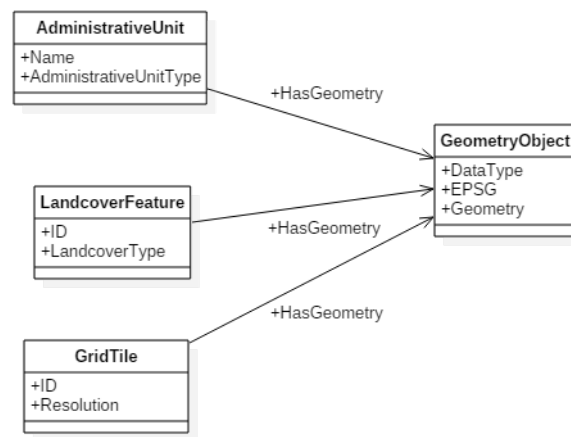 AdministrativeUnit
+Name
+AdministrativeUnitType
+HasGeometry
GeometryObject
+DataType
+EPSG
+Geometry
LandcoverFeature
+ID
+LandcoverType
+HasGeometry
+HasGeometry
GridTile
+ID
+Resolution